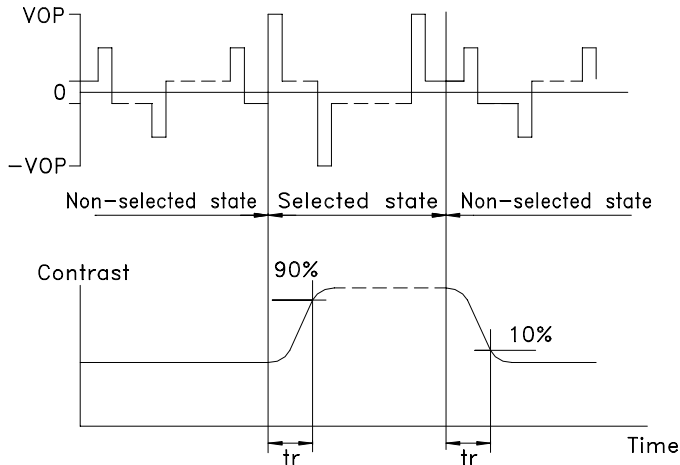 VOP
0
-VOP
Non-selected state
Selected state
Non-selected state
Contrast
90%
10%
Time
tr
tr